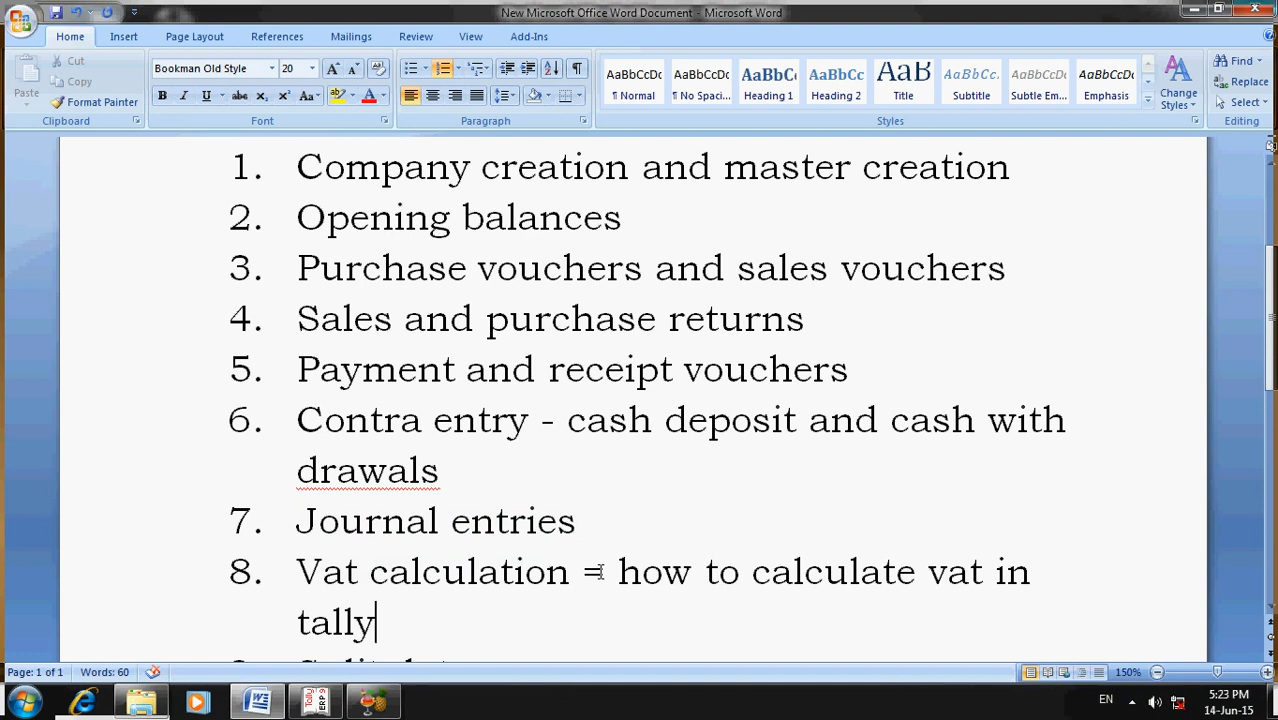 New Microsoft Office Word Document - Microsoft Word
Home Insert Page Layout References Mailings Review View Add-Ins
Paste Cut Copy Format Painter
Bookman Old Style 20
AaBbCcDc ¶ Normal
AaBbCcDc ¶ No Spaci...
AaBbC( Heading 1
AaBbCc Heading 2
AaB Title
AaBbCc. Subtitle
AaBbCcDc Subtle Em...
AaBbCcDc Emphasis
Change Styles
Find Replace Select
Clipboard Font Paragraph Styles Editing
1. Company creation and master creation
2. Opening balances
3. Purchase vouchers and sales vouchers
4. Sales and purchase returns
5. Payment and receipt vouchers
6. Contra entry - cash deposit and cash with
drawals
7. Journal entries
8. Vat calculation = how to calculate vat in
tally
Page: 1 of 1 Words: 60 150%
Tally ERP 9
EN 5:23 PM
14-Jun-15